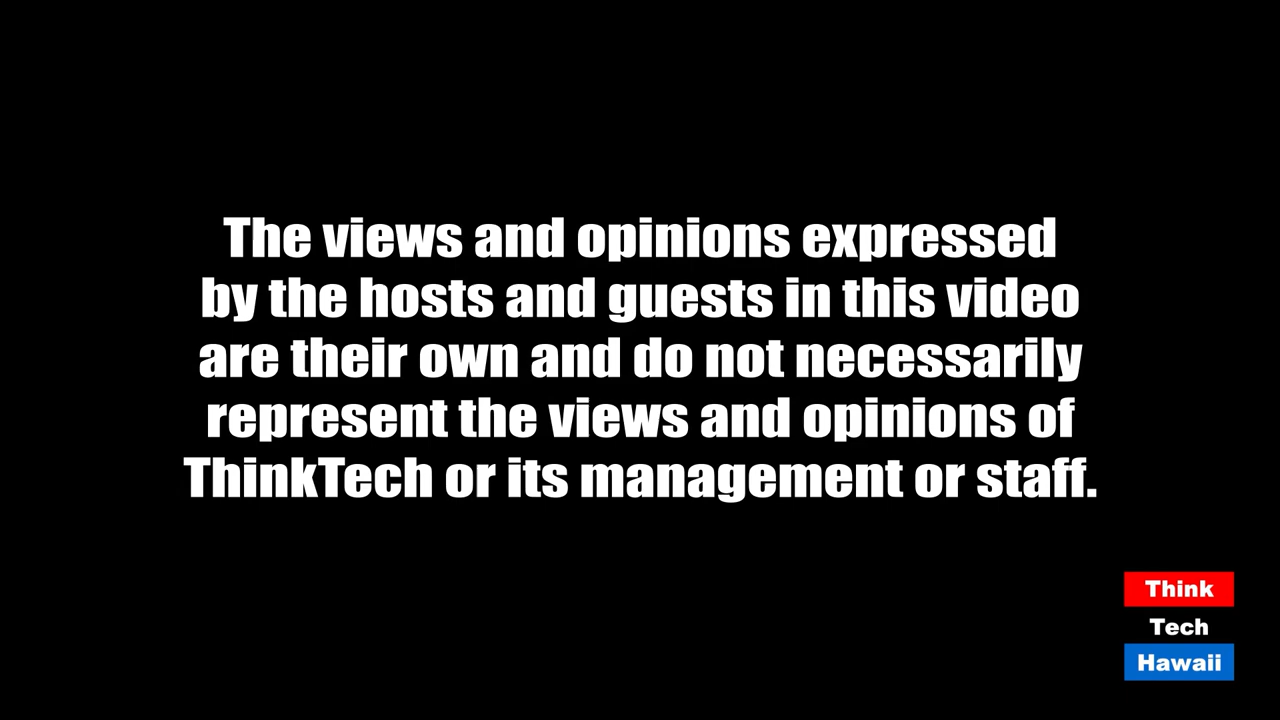 The views and opinions expressed
by the hosts and guests in this video
are their own and do not necessarily
represent the views and opinions of
ThinkTech or its management or staff.
Think
Tech
Hawaii